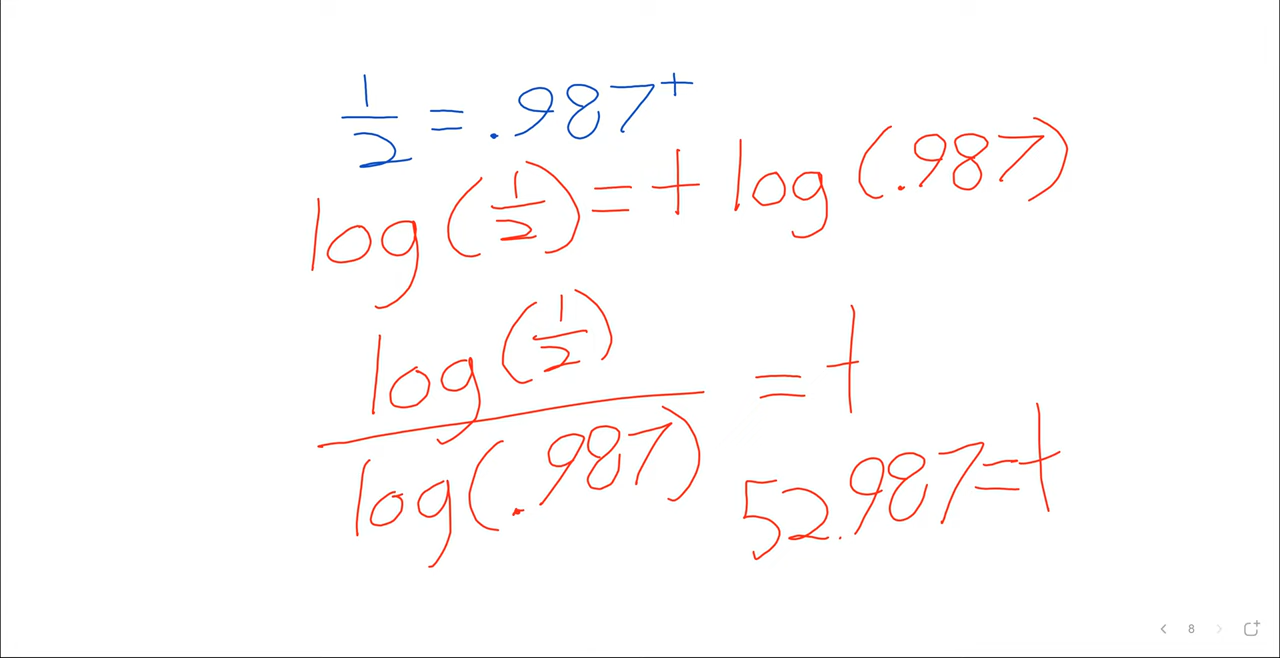 1/2 = .987^t
log(1/2) = t log(.987)
log(1/2) / log(.987) = t
52.987 = t
8